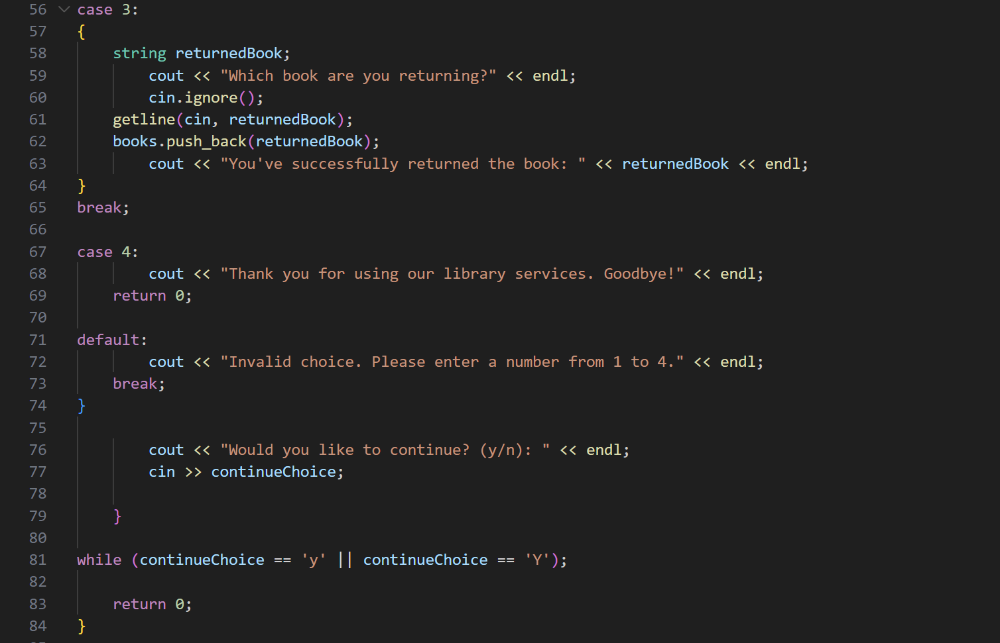 56 case 3:
57 {
58 string returnedBook;
59 cout << "Which book are you returning?" << endl;
60 cin.ignore();
61 getline(cin, returnedBook);
62 books.push_back(returnedBook);
63 cout << "You've successfully returned the book: " << returnedBook << endl;
64 }
65 break;
66
67 case 4:
68 cout << "Thank you for using our library services. Goodbye!" << endl;
69 return 0;
70
71 default:
72 cout << "Invalid choice. Please enter a number from 1 to 4." << endl;
73 break;
74 }
75
76 cout << "Would you like to continue? (y/n): " << endl;
77 cin >> continueChoice;
78
79 }
80
81 while (continueChoice == 'y' || continueChoice == 'Y');
82
83 return 0;
84 }